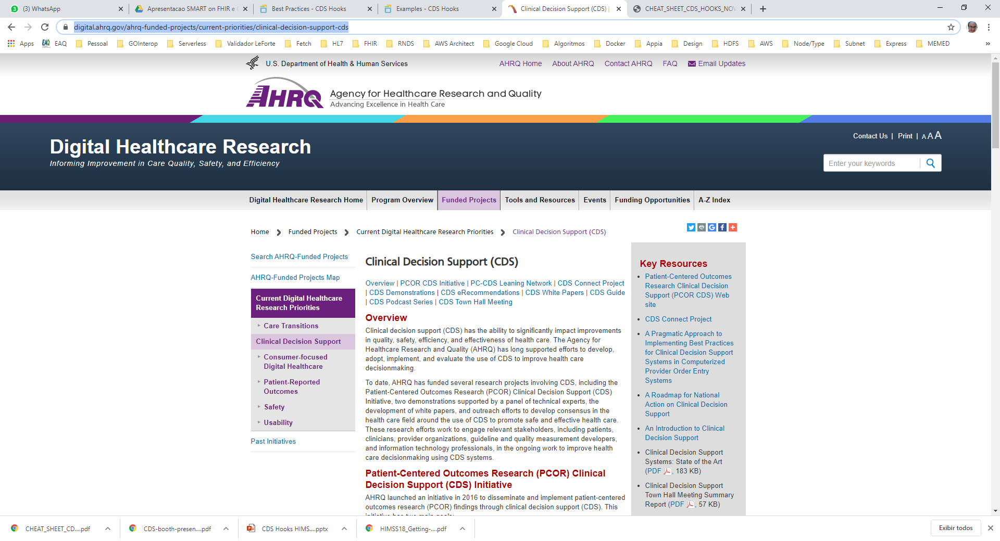 (3) WhatsApp
Apresentacao SMART on FHIR e
Best Practices - CDS Hooks
Examples - CDS Hooks
Clinical Decision Support (CDS) |
CHEAT_SHEET_CDS_HOOKS_NOV
digital.ahrq.gov/ahrq-funded-projects/current-priorities/clinical-decision-support-cds
Apps EAQ EAQ Pessoal GOInterop Serverless Validador LeForte Fetch HL7 FHIR RNDS AWS Architect Google Cloud Algoritmos Docker Appia Design HDFS AWS Node/Type Subnet Express MEMED »
U.S. Department of Health & Human Services
AHRQ Home About AHRQ Contact AHRQ FAQ Email Updates
AHRQ
Agency for Healthcare Research and Quality
Advancing Excellence in Health Care
Contact Us | Print | A A A
Digital Healthcare Research
Informing Improvement in Care Quality, Safety, and Efficiency
Enter your keywords
Digital Healthcare Research Home Program Overview Funded Projects Tools and Resources Events Funding Opportunities A-Z Index
Home Funded Projects Current Digital Healthcare Research Priorities Clinical Decision Support (CDS)
Search AHRQ-Funded Projects
AHRQ-Funded Projects Map
Current Digital Healthcare
Research Priorities
Care Transitions
Clinical Decision Support
Consumer-focused
Digital Healthcare
Patient-Reported
Outcomes
Safety
Usability
Past Initiatives
Clinical Decision Support (CDS)
Overview | PCOR CDS Initiative | PC-CDS Leaning Network | CDS Connect Project
| CDS Demonstrations | CDS eRecommendations | CDS White Papers | CDS Guide
| CDS Podcast Series | CDS Town Hall Meeting
Overview
Clinical decision support (CDS) has the ability to significantly impact improvements
in quality, safety, efficiency, and effectiveness of health care. The Agency for
Healthcare Research and Quality (AHRQ) has long supported efforts to develop,
adopt, implement, and evaluate the use of CDS to improve health care
decisionmaking.
To date, AHRQ has funded several research projects involving CDS, including the
Patient-Centered Outcomes Research (PCOR) Clinical Decision Support (CDS)
Initiative, two demonstrations supported by a panel of technical experts, the
development of white papers, and outreach efforts to develop consensus in the
health care field around the use of CDS to promote safe and effective health care.
These research efforts work to engage relevant stakeholders, including patients,
clinicians, provider organizations, guideline and quality measurement developers,
and information technology professionals, in the ongoing work to improve health
care decisionmaking using CDS systems.
Patient-Centered Outcomes Research (PCOR) Clinical
Decision Support (CDS) Initiative
AHRQ launched an initiative in 2016 to disseminate and implement patient-centered
outcomes research (PCOR) findings through clinical decision support (CDS). This
initiative has two main goals:
Key Resources
Patient-Centered Outcomes
Research Clinical Decision
Support (PCOR CDS) Web
site
CDS Connect Project
A Pragmatic Approach to
Implementing Best Practices
for Clinical Decision Support
Systems in Computerized
Provider Order Entry
Systems
A Roadmap for National
Action on Clinical Decision
Support
An Introduction to Clinical
Decision Support
Clinical Decision Support
Systems: State of the Art
(PDF, 183 KB)
Clinical Decision Support
Town Hall Meeting Summary
Report (PDF, 57 KB)
CHEAT_SHEET_CD....pdf
CDS-booth-presen....pdf
CDS Hooks HIMS....pptx
HIMSS18_Getting-....pdf
Exibir todos